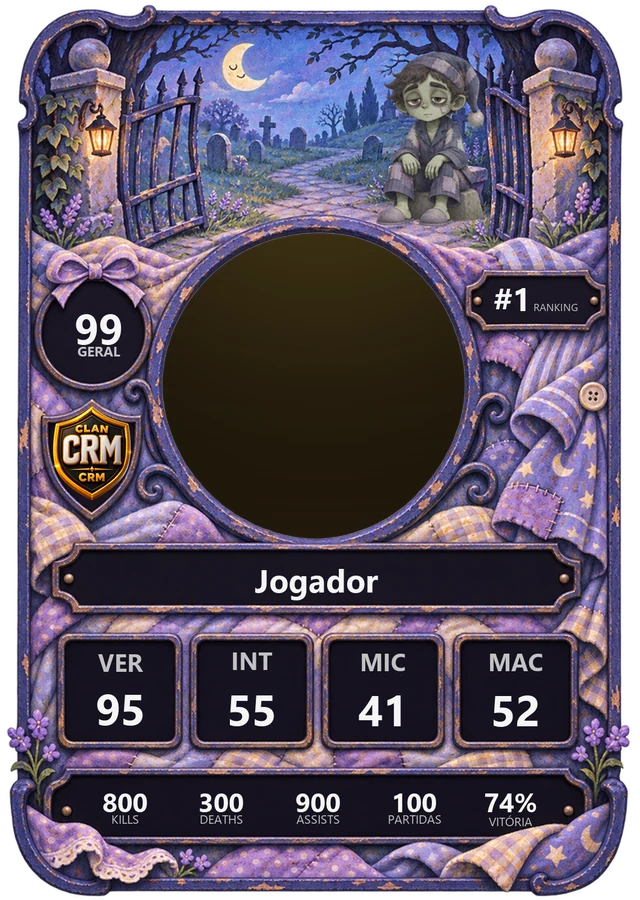 #1 RANKING
99
GERAL
CLAN
CRM
CRM
Jogador
VER INT MIC MAC
95 55 41 52
800 300 900 100 74%
KILLS DEATHS ASSISTS PARTIDAS VITÓRIA